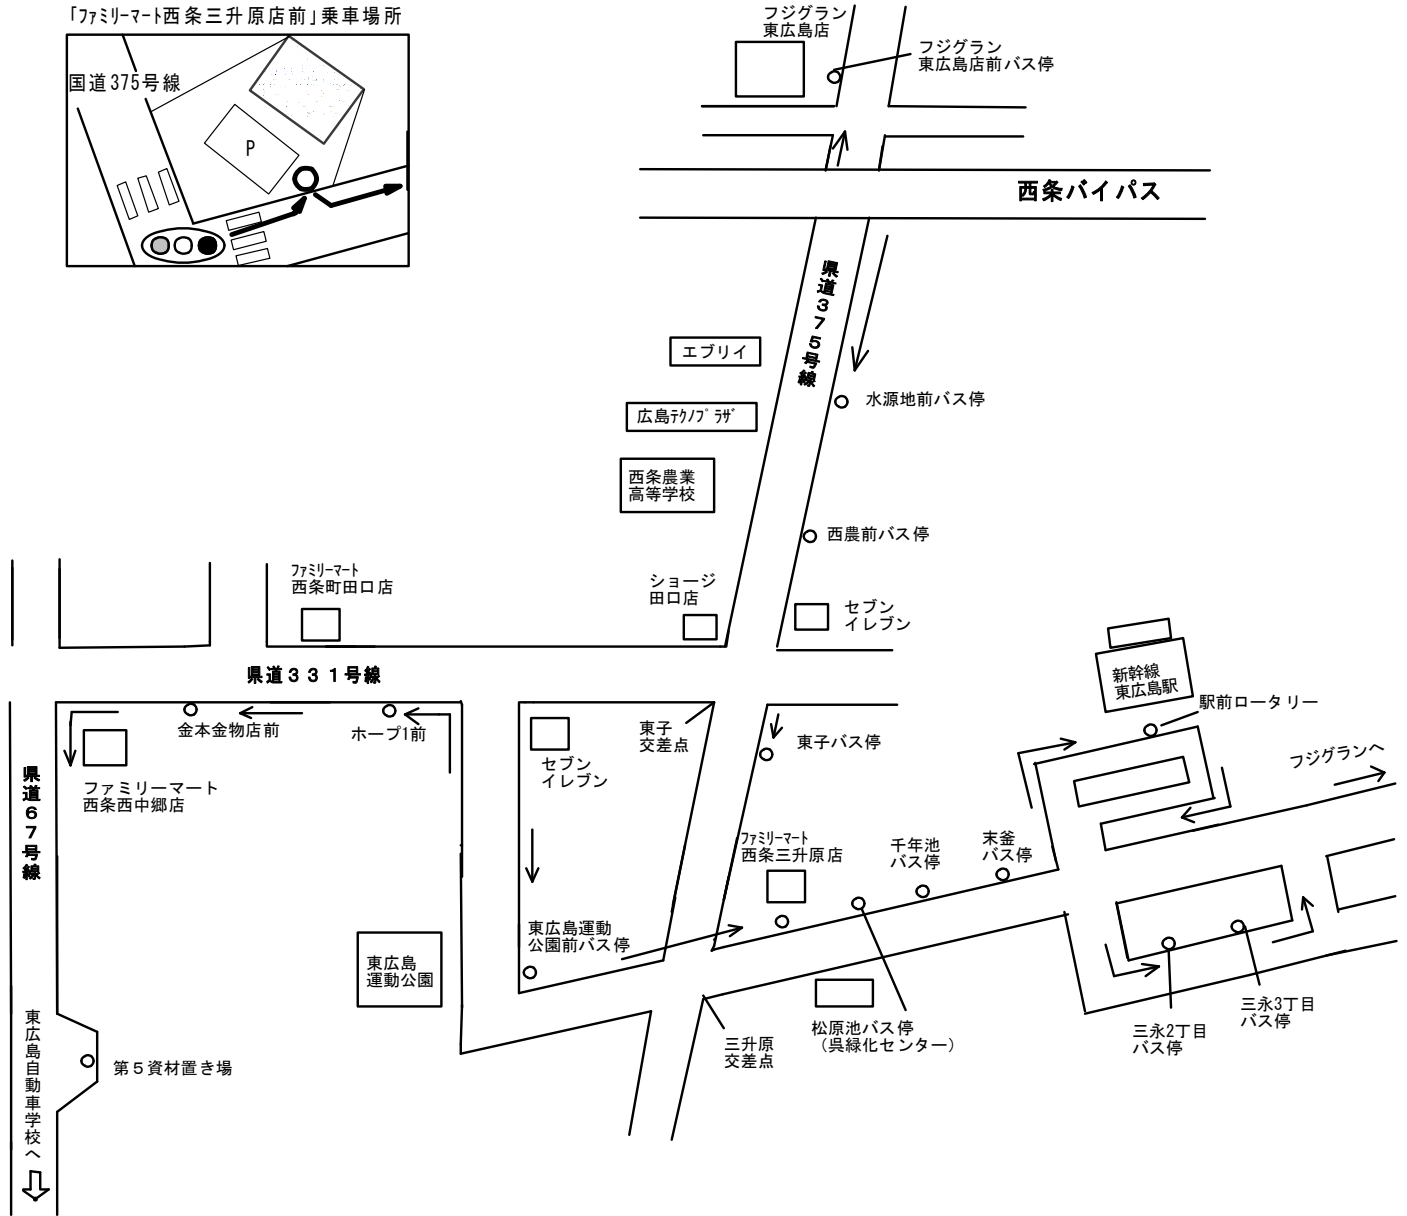 「ファミリーマート西条三升原店前」乗車場所
国道375号線
P
フジグラン
東広島店
フジグラン
東広島店前バス停
西条バイパス
県道375号線
エブリイ
広島テクノプラザ
西条農業
高等学校
水源地前バス停
西農前バス停
ファミリーマート
西条町田口店
ショージ
田口店
セブン
イレブン
県道331号線
新幹線
東広島駅
駅前ロータリー
金本金物店前
ホープ1前
セブン
イレブン
東子
交差点
東子バス停
フジグランへ
県道67号線
ファミリーマート
西条西中郷店
ファミリーマート
西条三升原店
千年池
バス停
末釜
バス停
東広島
運動公園
東広島運動
公園前バス停
三升原
交差点
松原池バス停
(呉緑化センター)
三永2丁目
バス停
三永3丁目
バス停
第5資材置き場
東広島自動車学校へ